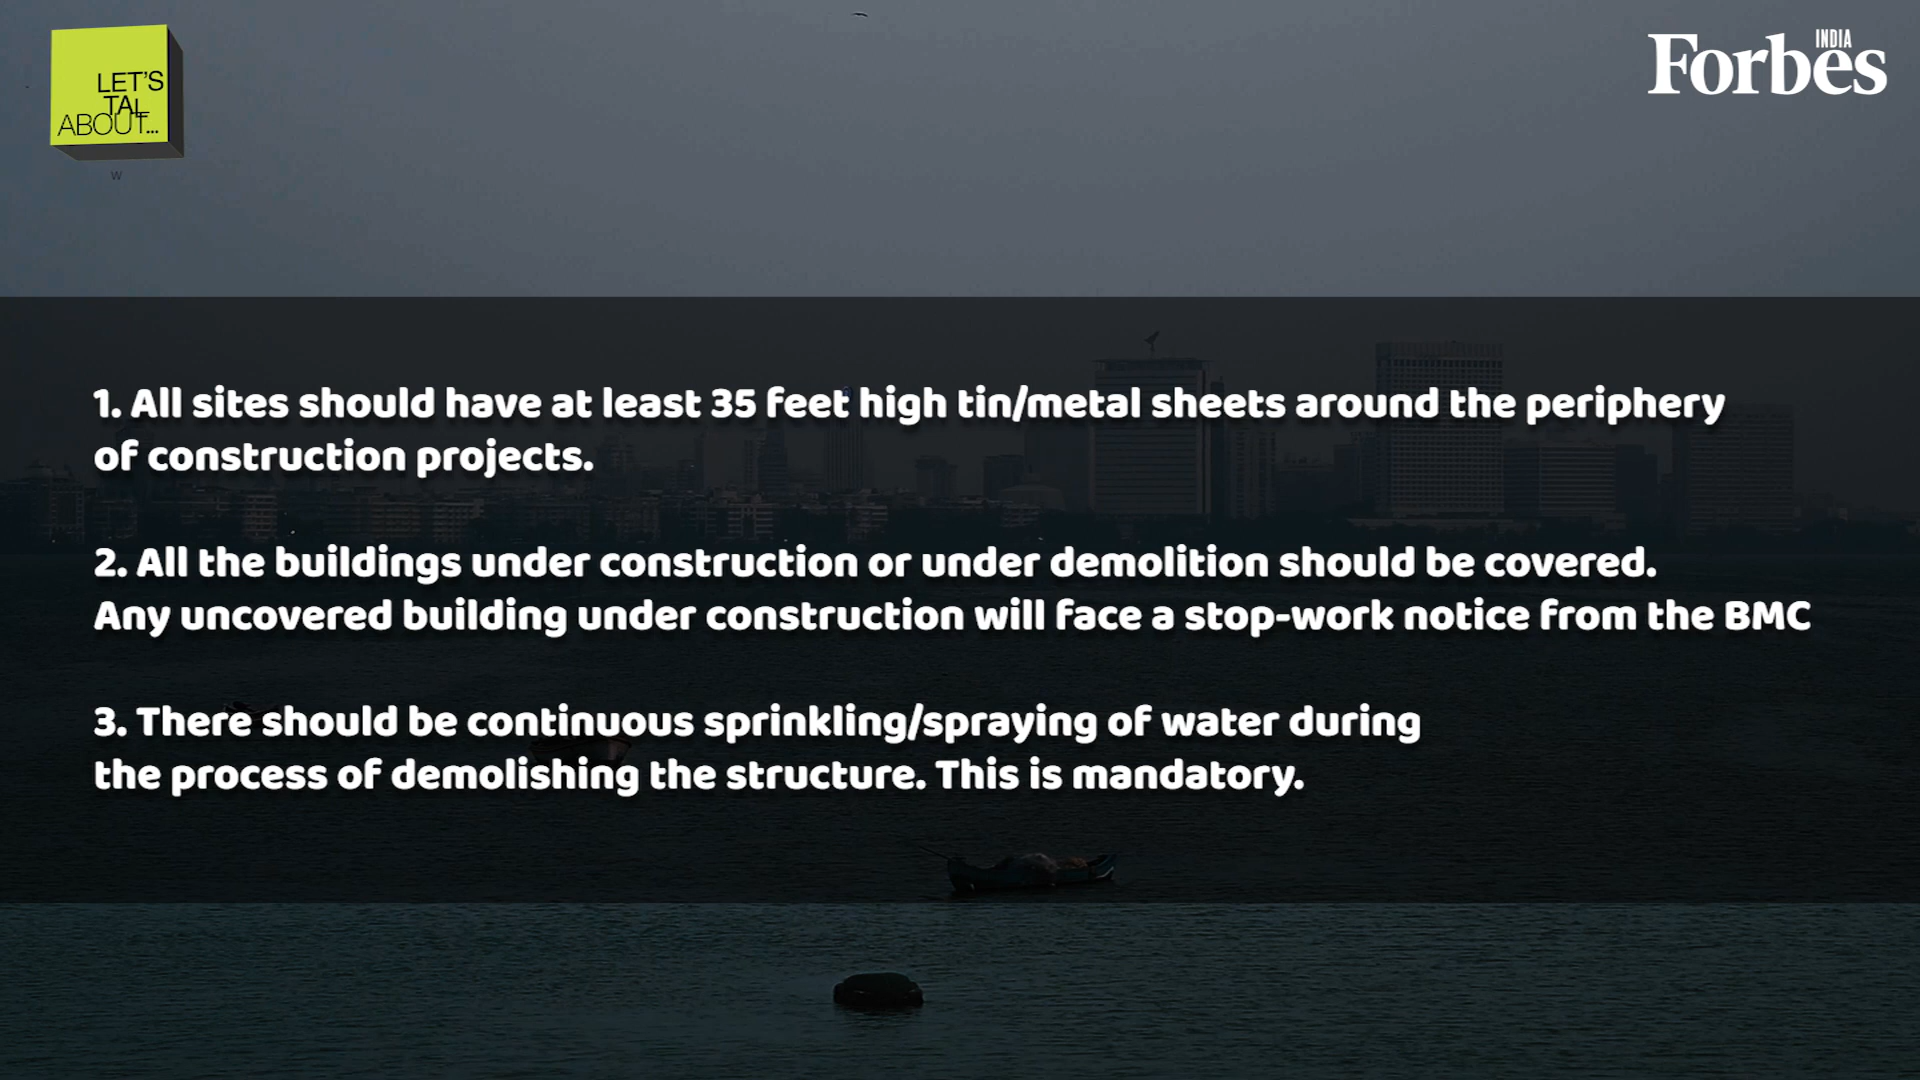 LET'S
TAL
ABOUT...
W
Forbes
INDIA
1. All sites should have at least 35 feet high tin/metal sheets around the periphery
of construction projects.
2. All the buildings under construction or under demolition should be covered.
Any uncovered building under construction will face a stop-work notice from the BMC
3. There should be continuous sprinkling/spraying of water during
the process of demolishing the structure. This is mandatory.